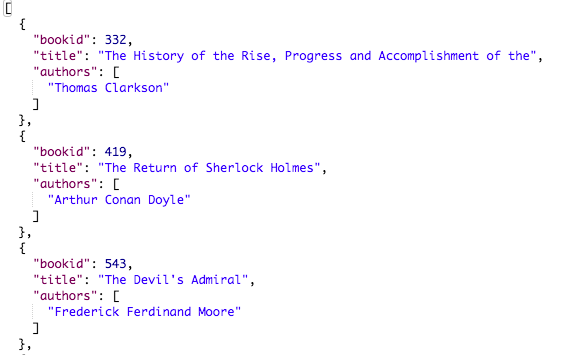 [
  {
    "bookid": 332,
    "title": "The History of the Rise, Progress and Accomplishment of the",
    "authors": [
      "Thomas Clarkson"
    ]
  },
  {
    "bookid": 419,
    "title": "The Return of Sherlock Holmes",
    "authors": [
      "Arthur Conan Doyle"
    ]
  },
  {
    "bookid": 543,
    "title": "The Devil's Admiral",
    "authors": [
      "Frederick Ferdinand Moore"
    ]
  },